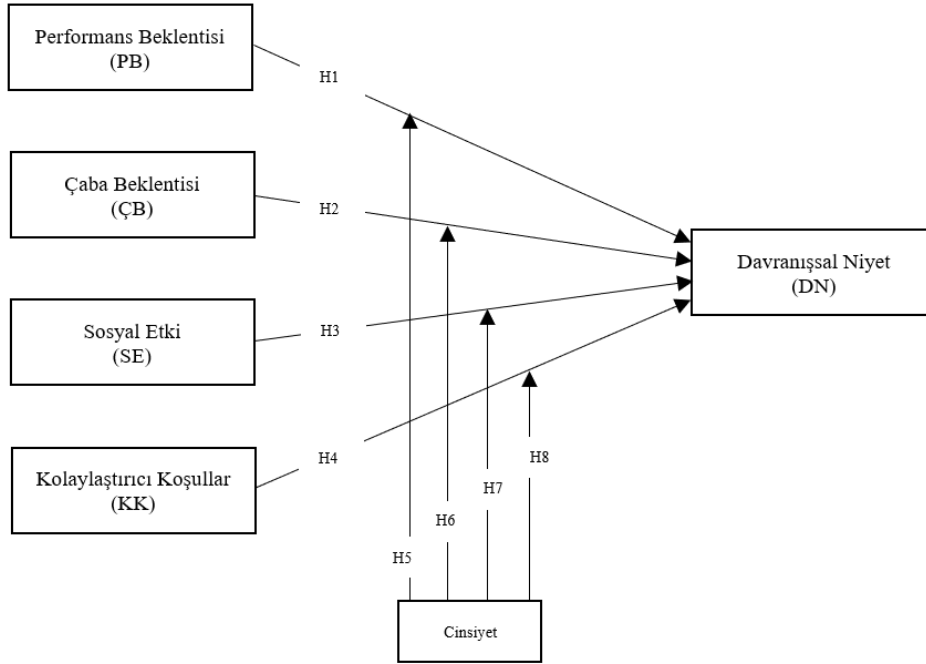 Performans Beklentisi
(PB)
H1
Çaba Beklentisi
(ÇB)
H2
Davranışsal Niyet
(DN)
Sosyal Etki
(SE)
H3
Kolaylaştırıcı Koşullar
(KK)
H4
H8
H7
H6
H5
Cinsiyet